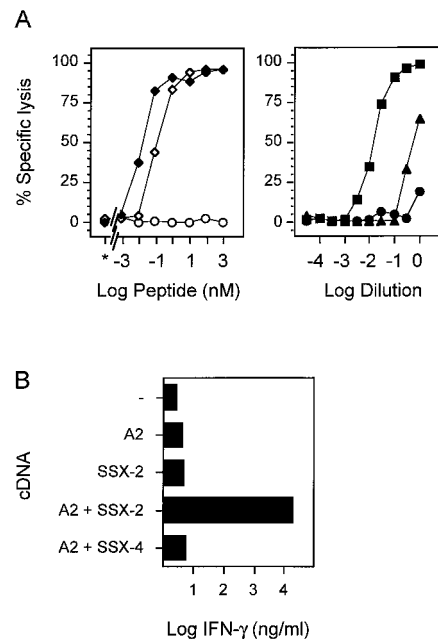 A
% Specific lysis
100
75
50
25
0
* -3 -1 1 3
Log Peptide (nM)
100
75
50
25
0
-4 -3 -2 -1 0
Log Dilution
B
cDNA
-
A2
SSX-2
A2 + SSX-2
A2 + SSX-4
1 2 3 4
Log IFN-γ (ng/ml)